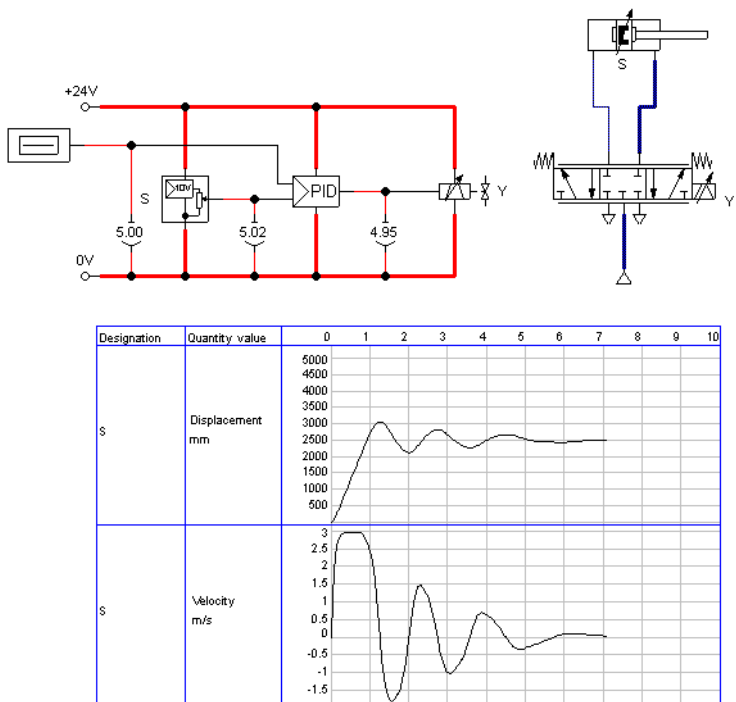 S
+24V
S
10V
PID
Y
Y
5.00
5.02
4.95
0V
Designation Quantity value 0 1 2 3 4 5 6 7 8 9 10
5000
4500
4000
3500
S
Displacement
mm
3000
2500
2000
1500
1000
500
3
2.5
2
1.5
S
Velocity
m/s
1
0.5
0
-0.5
-1
-1.5